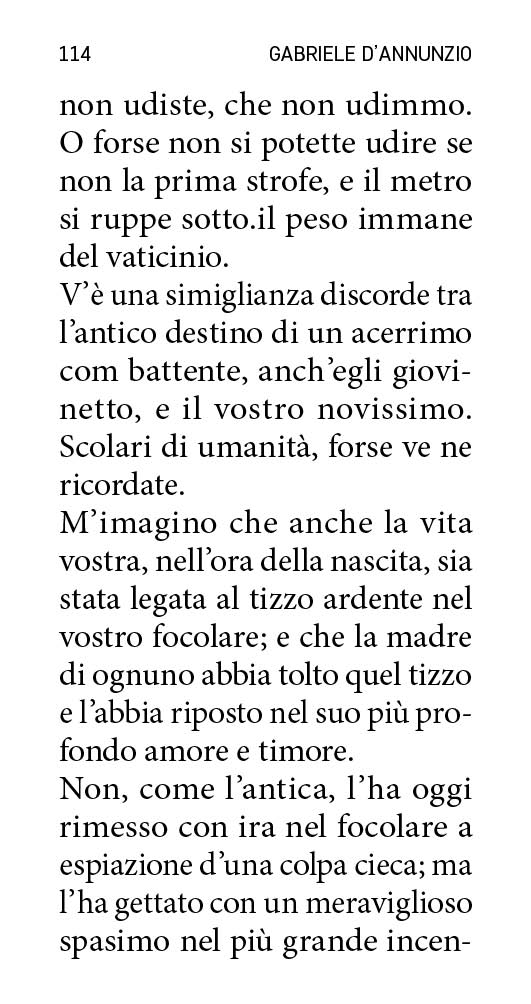 114 GABRIELE D’ANNUNZIO
non udiste, che non udimmo.
O forse non si potette udire se
non la prima strofe, e il metro
si ruppe sotto.il peso immane
del vaticinio.
V’è una simiglianza discorde tra
l’antico destino di un acerrimo
com battente, anch’egli giovi-
netto, e il vostro novissimo.
Scolari di umanità, forse ve ne
ricordate.
M’imagino che anche la vita
vostra, nell’ora della nascita, sia
stata legata al tizzo ardente nel
vostro focolare; e che la madre
di ognuno abbia tolto quel tizzo
e l’abbia riposto nel suo più pro-
fondo amore e timore.
Non, come l’antica, l’ha oggi
rimesso con ira nel focolare a
espiazione d’una colpa cieca; ma
l’ha gettato con un meraviglioso
spasimo nel più grande incen-